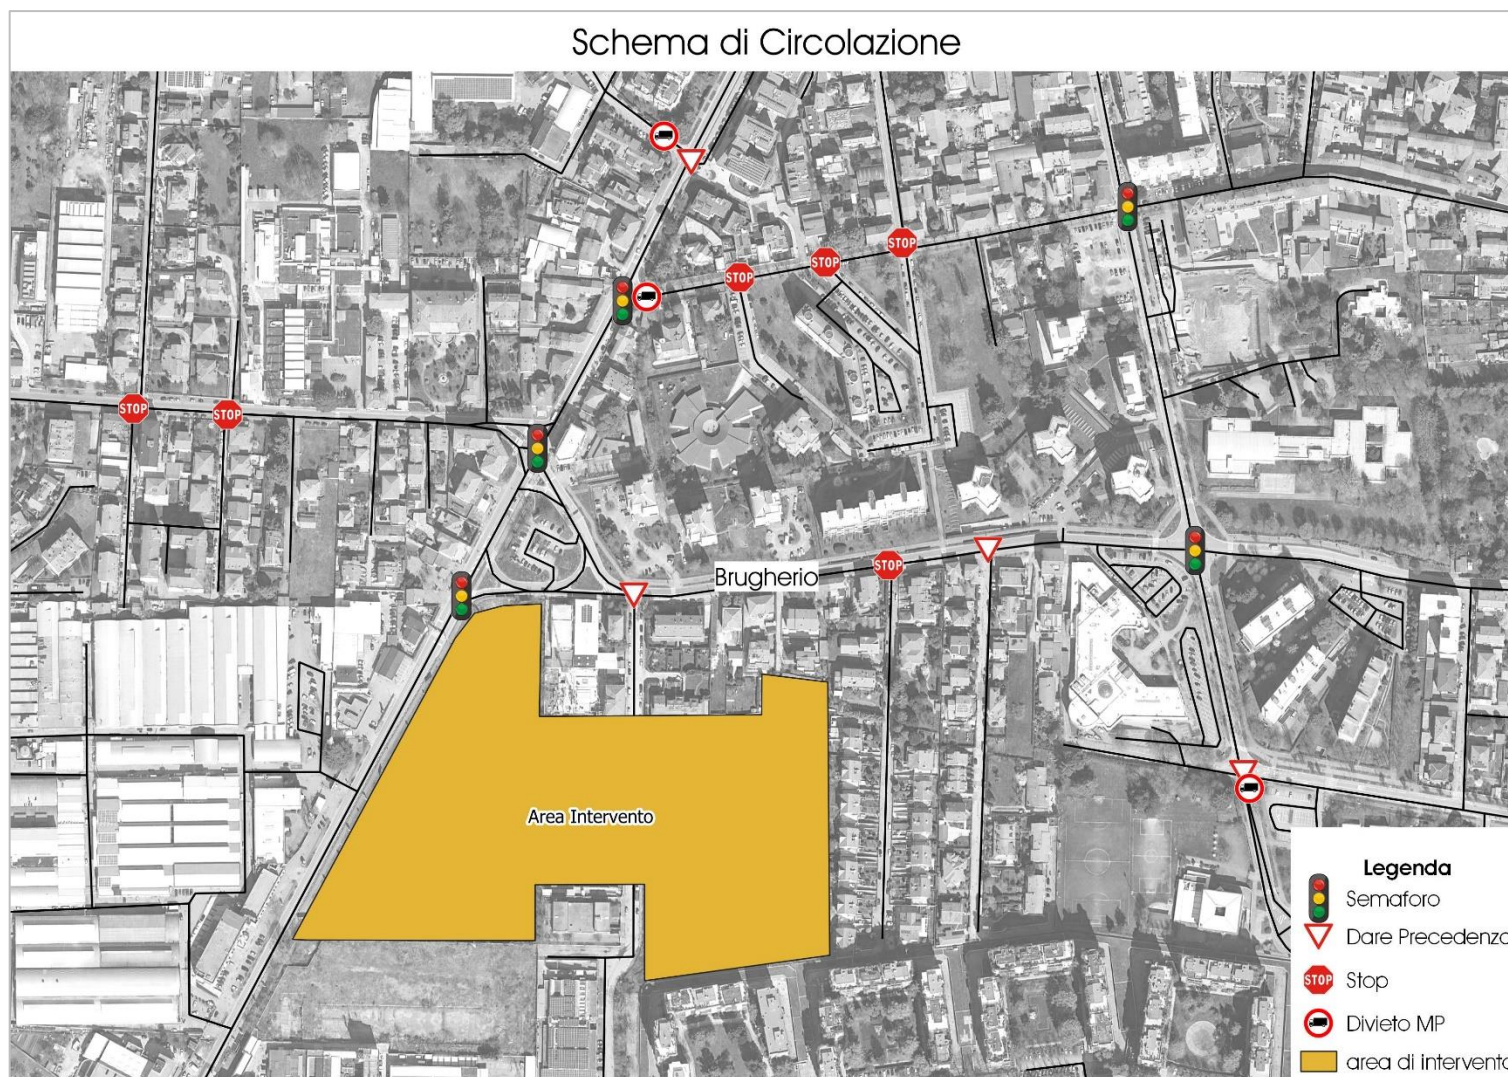 Schema di Circolazione
STOP
STOP
STOP
STOP
STOP
Brugherio
STOP
Area Intervento
Legenda
Semaforo
Dare Precedenza
STOP Stop
Divieto MP
area di intervento